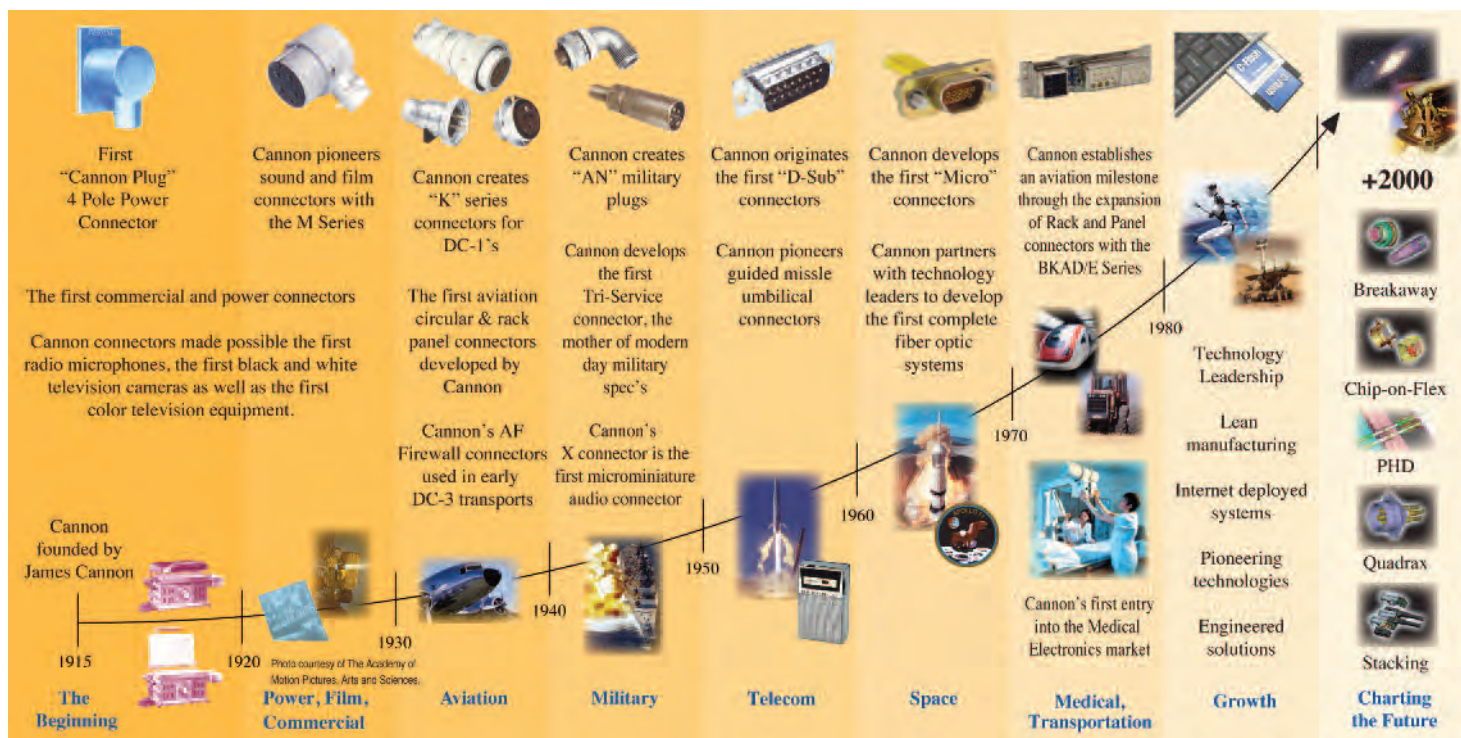 First
“Cannon Plug”
4 Pole Power
Connector
Cannon pioneers
sound and film
connectors with
the M Series
The first commercial and power connectors
Cannon connectors made possible the first
radio microphones, the first black and white
television cameras as well as the first
color television equipment.
Cannon
founded by
James Cannon
1915
The
Beginning
1920
Photo courtesy of The Academy of
Motion Pictures, Arts and Sciences.
Power, Film,
Commercial
Cannon creates
“K” series
connectors for
DC-1’s
The first aviation
circular & rack
panel connectors
developed by
Cannon
Cannon’s AF
Firewall connectors
used in early
DC-3 transports
1930
Aviation
Cannon creates
“AN” military
plugs
Cannon develops
the first
Tri-Service
connector, the
mother of modern
day military
spec’s
Cannon’s
X connector is the
first microminiature
audio connector
1940
Military
Cannon originates
the first “D-Sub”
connectors
Cannon pioneers
guided missle
umbilical
connectors
1950
Telecom
Cannon develops
the first “Micro”
connectors
Cannon partners
with technology
leaders to develop
the first complete
fiber optic
systems
1960
APOLLO 11
Space
Cannon establishes
an aviation milestone
through the expansion
of Rack and Panel
connectors with the
BKAD/E Series
1970
Cannon’s first entry
into the Medical
Electronics market
Medical,
Transportation
C-Flash
1980
Technology
Leadership
Lean
manufacturing
Internet deployed
systems
Pioneering
technologies
Engineered
solutions
Growth
+2000
Breakaway
Chip-on-Flex
PHD
Quadrax
Stacking
Charting
the Future